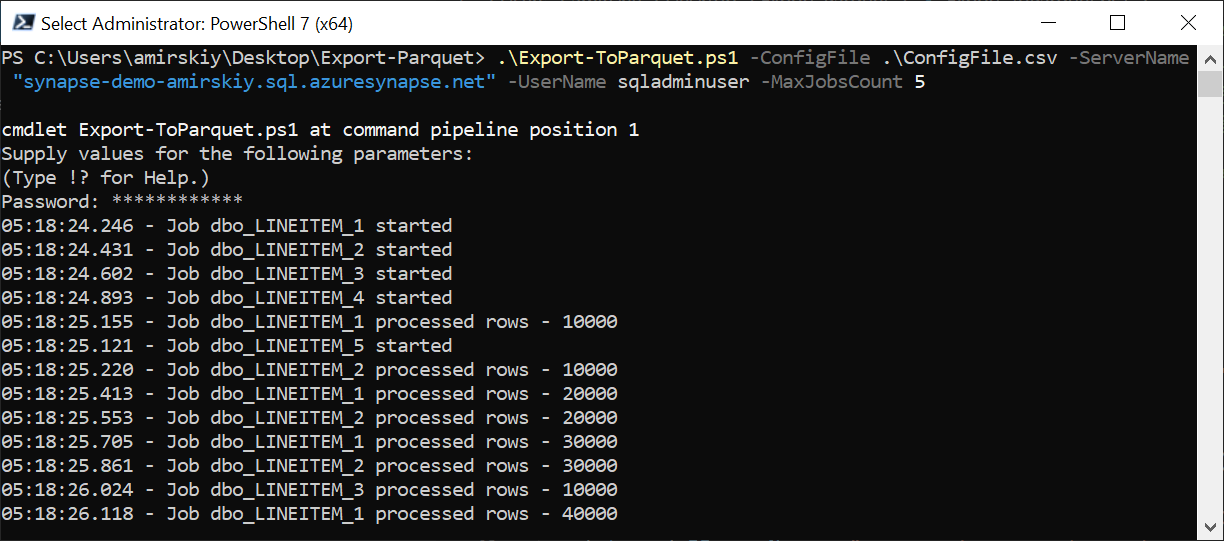 Select Administrator: PowerShell 7 (x64)
PS C:\Users\amirskiy\Desktop\Export-Parquet> .\Export-ToParquet.ps1 -ConfigFile .\ConfigFile.csv -ServerName
"synapse-demo-amirskiy.sql.azuresynapse.net" -UserName sqladminuser -MaxJobsCount 5
cmdlet Export-ToParquet.ps1 at command pipeline position 1
Supply values for the following parameters:
(Type !? for Help.)
Password: ************
05:18:24.246 - Job dbo_LINEITEM_1 started
05:18:24.431 - Job dbo_LINEITEM_2 started
05:18:24.602 - Job dbo_LINEITEM_3 started
05:18:24.893 - Job dbo_LINEITEM_4 started
05:18:25.155 - Job dbo_LINEITEM_1 processed rows - 10000
05:18:25.121 - Job dbo_LINEITEM_5 started
05:18:25.220 - Job dbo_LINEITEM_2 processed rows - 10000
05:18:25.413 - Job dbo_LINEITEM_1 processed rows - 20000
05:18:25.553 - Job dbo_LINEITEM_2 processed rows - 20000
05:18:25.705 - Job dbo_LINEITEM_1 processed rows - 30000
05:18:25.861 - Job dbo_LINEITEM_2 processed rows - 30000
05:18:26.024 - Job dbo_LINEITEM_3 processed rows - 10000
05:18:26.118 - Job dbo_LINEITEM_1 processed rows - 40000